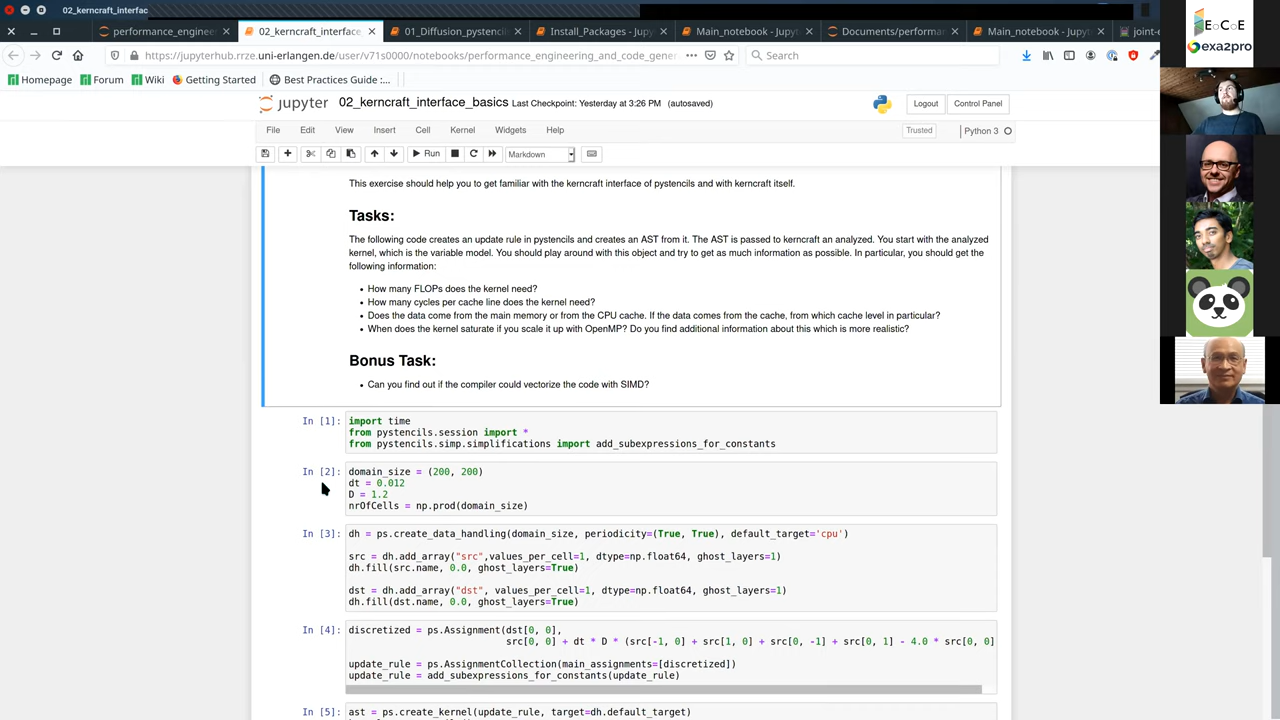 02_kerncraft_interfac
performance_enginee
02_kerncraft_interface_
01_Diffusion_pystencil
Install_Packages - Jupy
Main_notebook - Jupyt
Documents/performan
Main_notebook - Jupyt
joint-e
https://jupyterhub.rrze.uni-erlangen.de/user/v71s0000/notebooks/performance_engineering_and_code_gener
Search
Homepage
Forum
Wiki
Getting Started
Best Practices Guide :...
jupyter
02_kerncraft_interface_basics Last Checkpoint: Yesterday at 3:26 PM (autosaved)
Logout
Control Panel
File
Edit
View
Insert
Cell
Kernel
Widgets
Help
Trusted
Python 3
Run
Markdown
This exercise should help you to get familiar with the kerncraft interface of pystencils and with kerncraft itself.
Tasks:
The following code creates an update rule in pystencils and creates an AST from it. The AST is passed to kerncraft an analyzed. You start with the analyzed
kernel, which is the variable model. You should play around with this object and try to get as much information as possible. In particular, you should get the
following information:
• How many FLOPs does the kernel need?
• How many cycles per cache line does the kernel need?
• Does the data come from the main memory or from the CPU cache. If the data comes from the cache, from which cache level in particular?
• When does the kernel saturate if you scale it up with OpenMP? Do you find additional information about this which is more realistic?
Bonus Task:
• Can you find out if the compiler could vectorize the code with SIMD?
In [1]:
import time
from pystencils.session import *
from pystencils.simp.simplifications import add_subexpressions_for_constants
In [2]:
domain_size = (200, 200)
dt = 0.012
D = 1.2
nrOfCells = np.prod(domain_size)
In [3]:
dh = ps.create_data_handling(domain_size, periodicity=(True, True), default_target='cpu')
src = dh.add_array("src",values_per_cell=1, dtype=np.float64, ghost_layers=1)
dh.fill(src.name, 0.0, ghost_layers=True)
dst = dh.add_array("dst", values_per_cell=1, dtype=np.float64, ghost_layers=1)
dh.fill(dst.name, 0.0, ghost_layers=True)
In [4]:
discretized = ps.Assignment(dst[0, 0],
src[0, 0] + dt * D * (src[-1, 0] + src[1, 0] + src[0, -1] + src[0, 1] - 4.0 * src[0, 0]
update_rule = ps.AssignmentCollection(main_assignments=[discretized])
update_rule = add_subexpressions_for_constants(update_rule)
In [5]:
ast = ps.create_kernel(update_rule, target=dh.default_target)
EoCoE
exa2pro